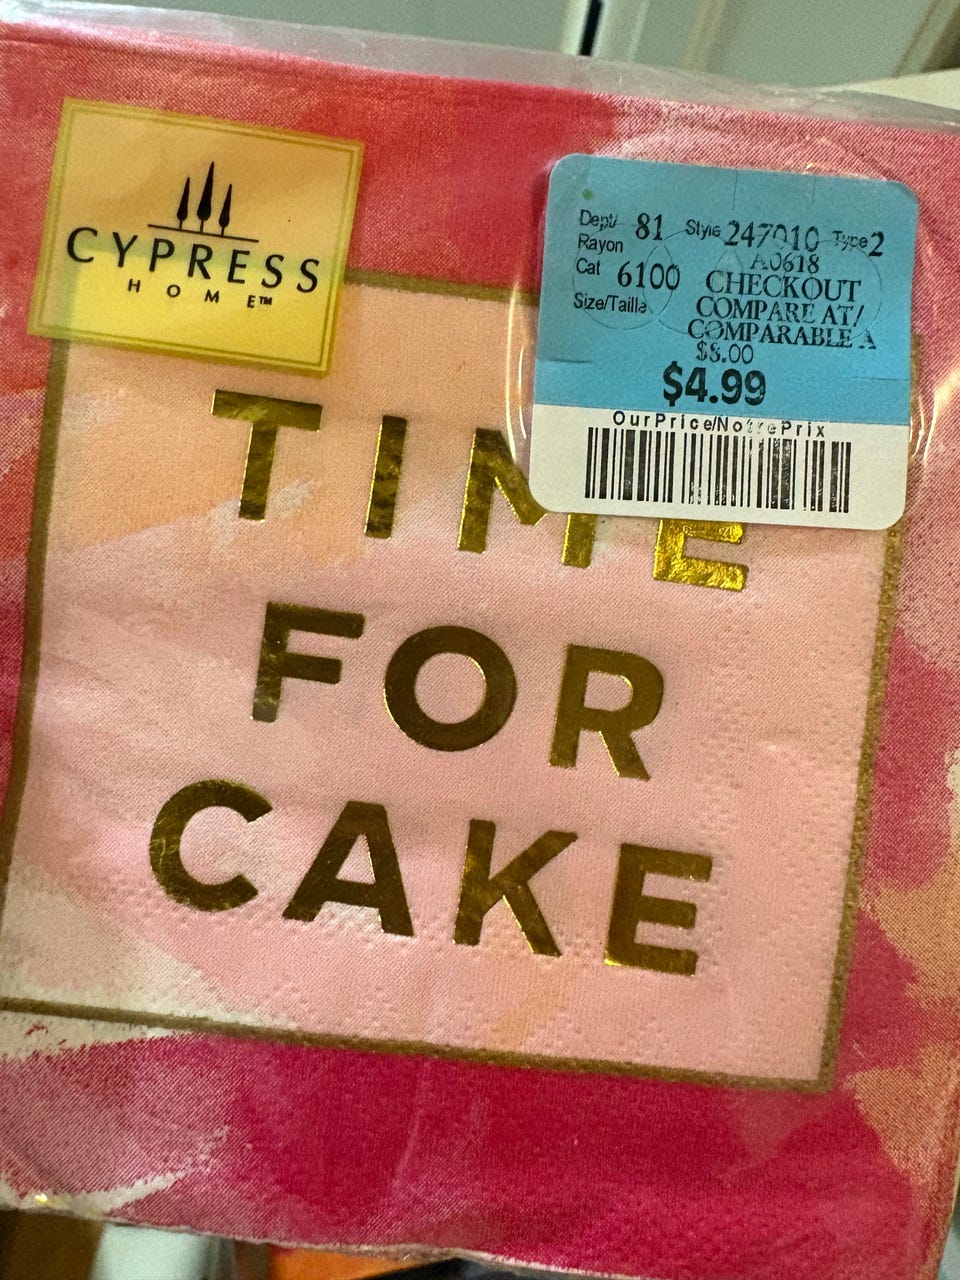 CYPRESS
HOME™
Dept/ 81 Style 247010 Type 2
Rayon
A0618
Cat 6100 CHECKOUT
Size/Taille COMPARE AT/
COMPARABLE A
$8.00
$4.99
OurPrice/NotrePrix
TIME
FOR
CAKE